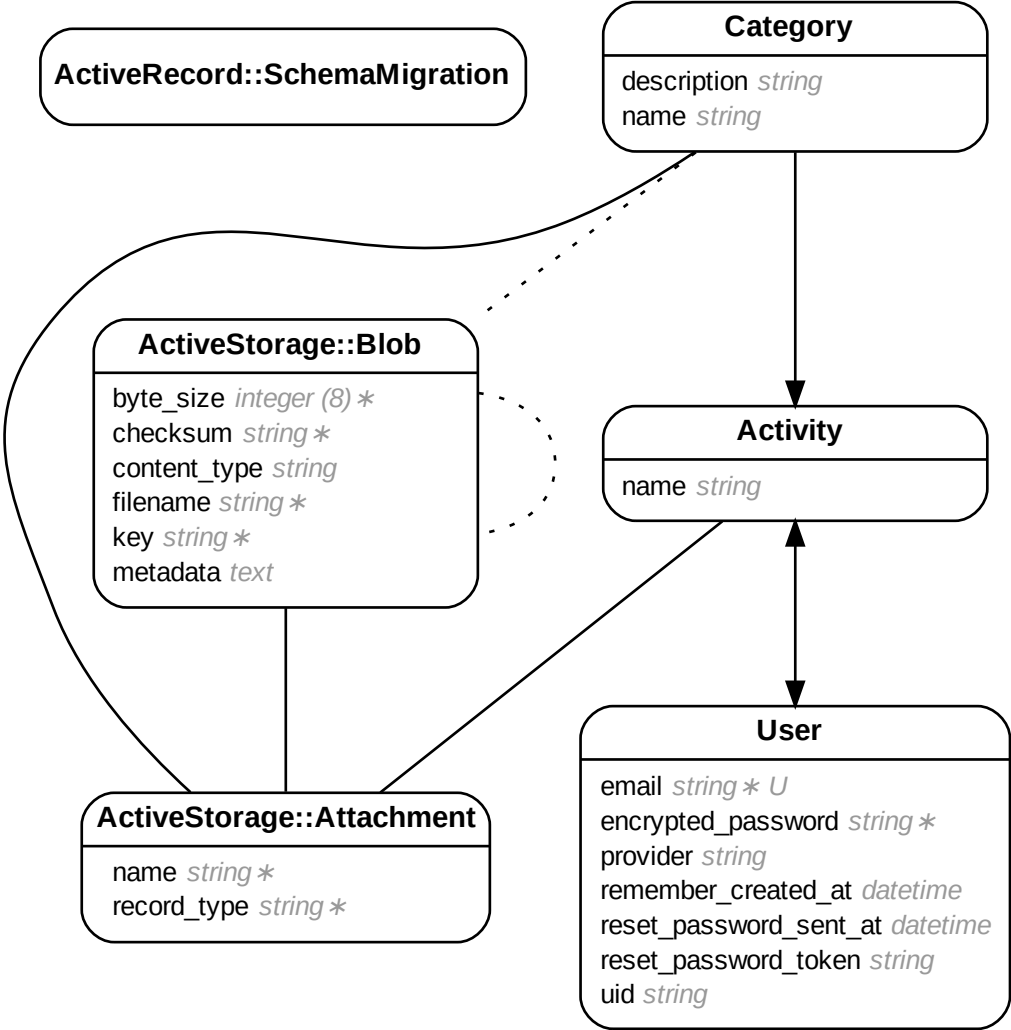 ActiveRecord::SchemaMigration
Category
description string
name string
ActiveStorage::Blob
byte_size integer (8) ∗
checksum string ∗
content_type string
filename string ∗
key string ∗
metadata text
Activity
name string
ActiveStorage::Attachment
name string ∗
record_type string ∗
User
email string ∗ U
encrypted_password string ∗
provider string
remember_created_at datetime
reset_password_sent_at datetime
reset_password_token string
uid string